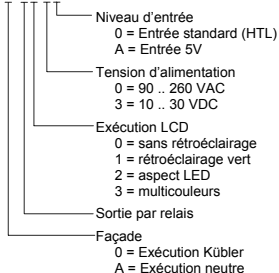 Niveau d'entrée
0 = Entrée standard (HTL)
A = Entrée 5V
Tension d'alimentation
0 = 90 .. 260 VAC
3 = 10 .. 30 VDC
Exécution LCD
0 = sans rétroéclairage
1 = rétroéclairage vert
2 = aspect LED
3 = multicouleurs
Sortie par relais
Façade
0 = Exécution Kübler
A = Exécution neutre